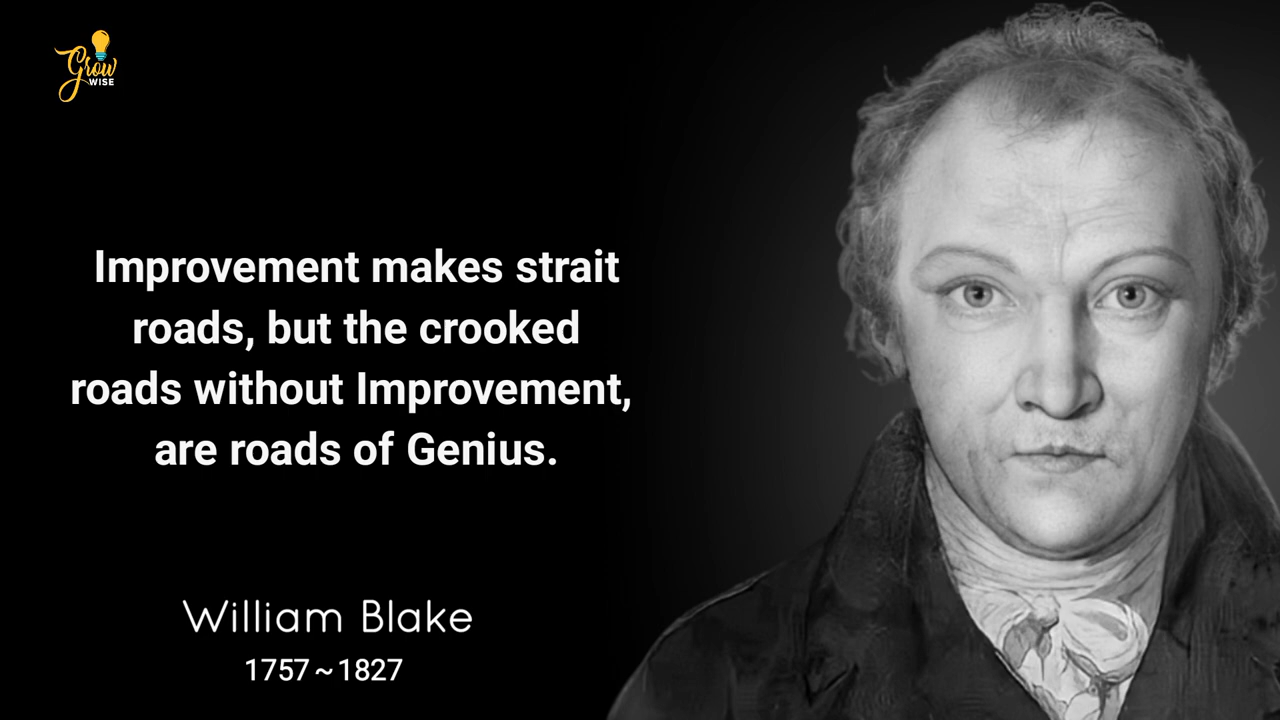 Grow
WISE
Improvement makes strait
roads, but the crooked
roads without Improvement,
are roads of Genius.
William Blake
1757~1827